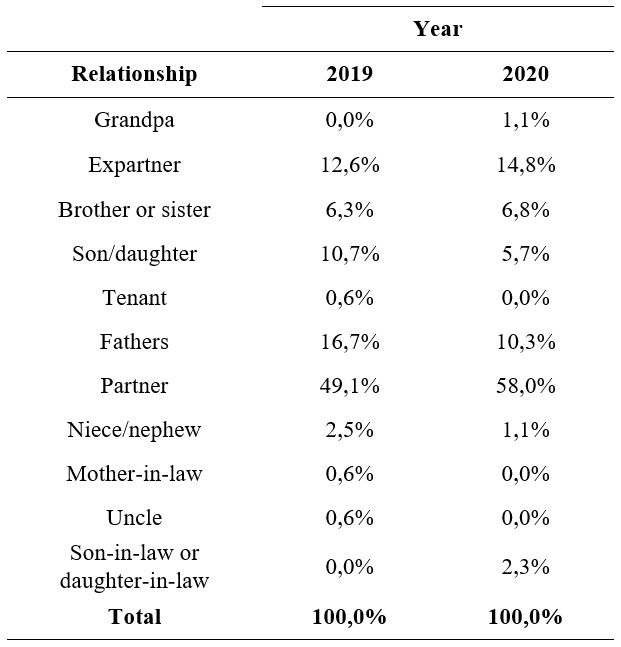 Year
Relationship 2019 2020
Grandpa 0,0% 1,1%
Expartner 12,6% 14,8%
Brother or sister 6,3% 6,8%
Son/daughter 10,7% 5,7%
Tenant 0,6% 0,0%
Fathers 16,7% 10,3%
Partner 49,1% 58,0%
Niece/nephew 2,5% 1,1%
Mother-in-law 0,6% 0,0%
Uncle 0,6% 0,0%
Son-in-law or
daughter-in-law 0,0% 2,3%
Total 100,0% 100,0%